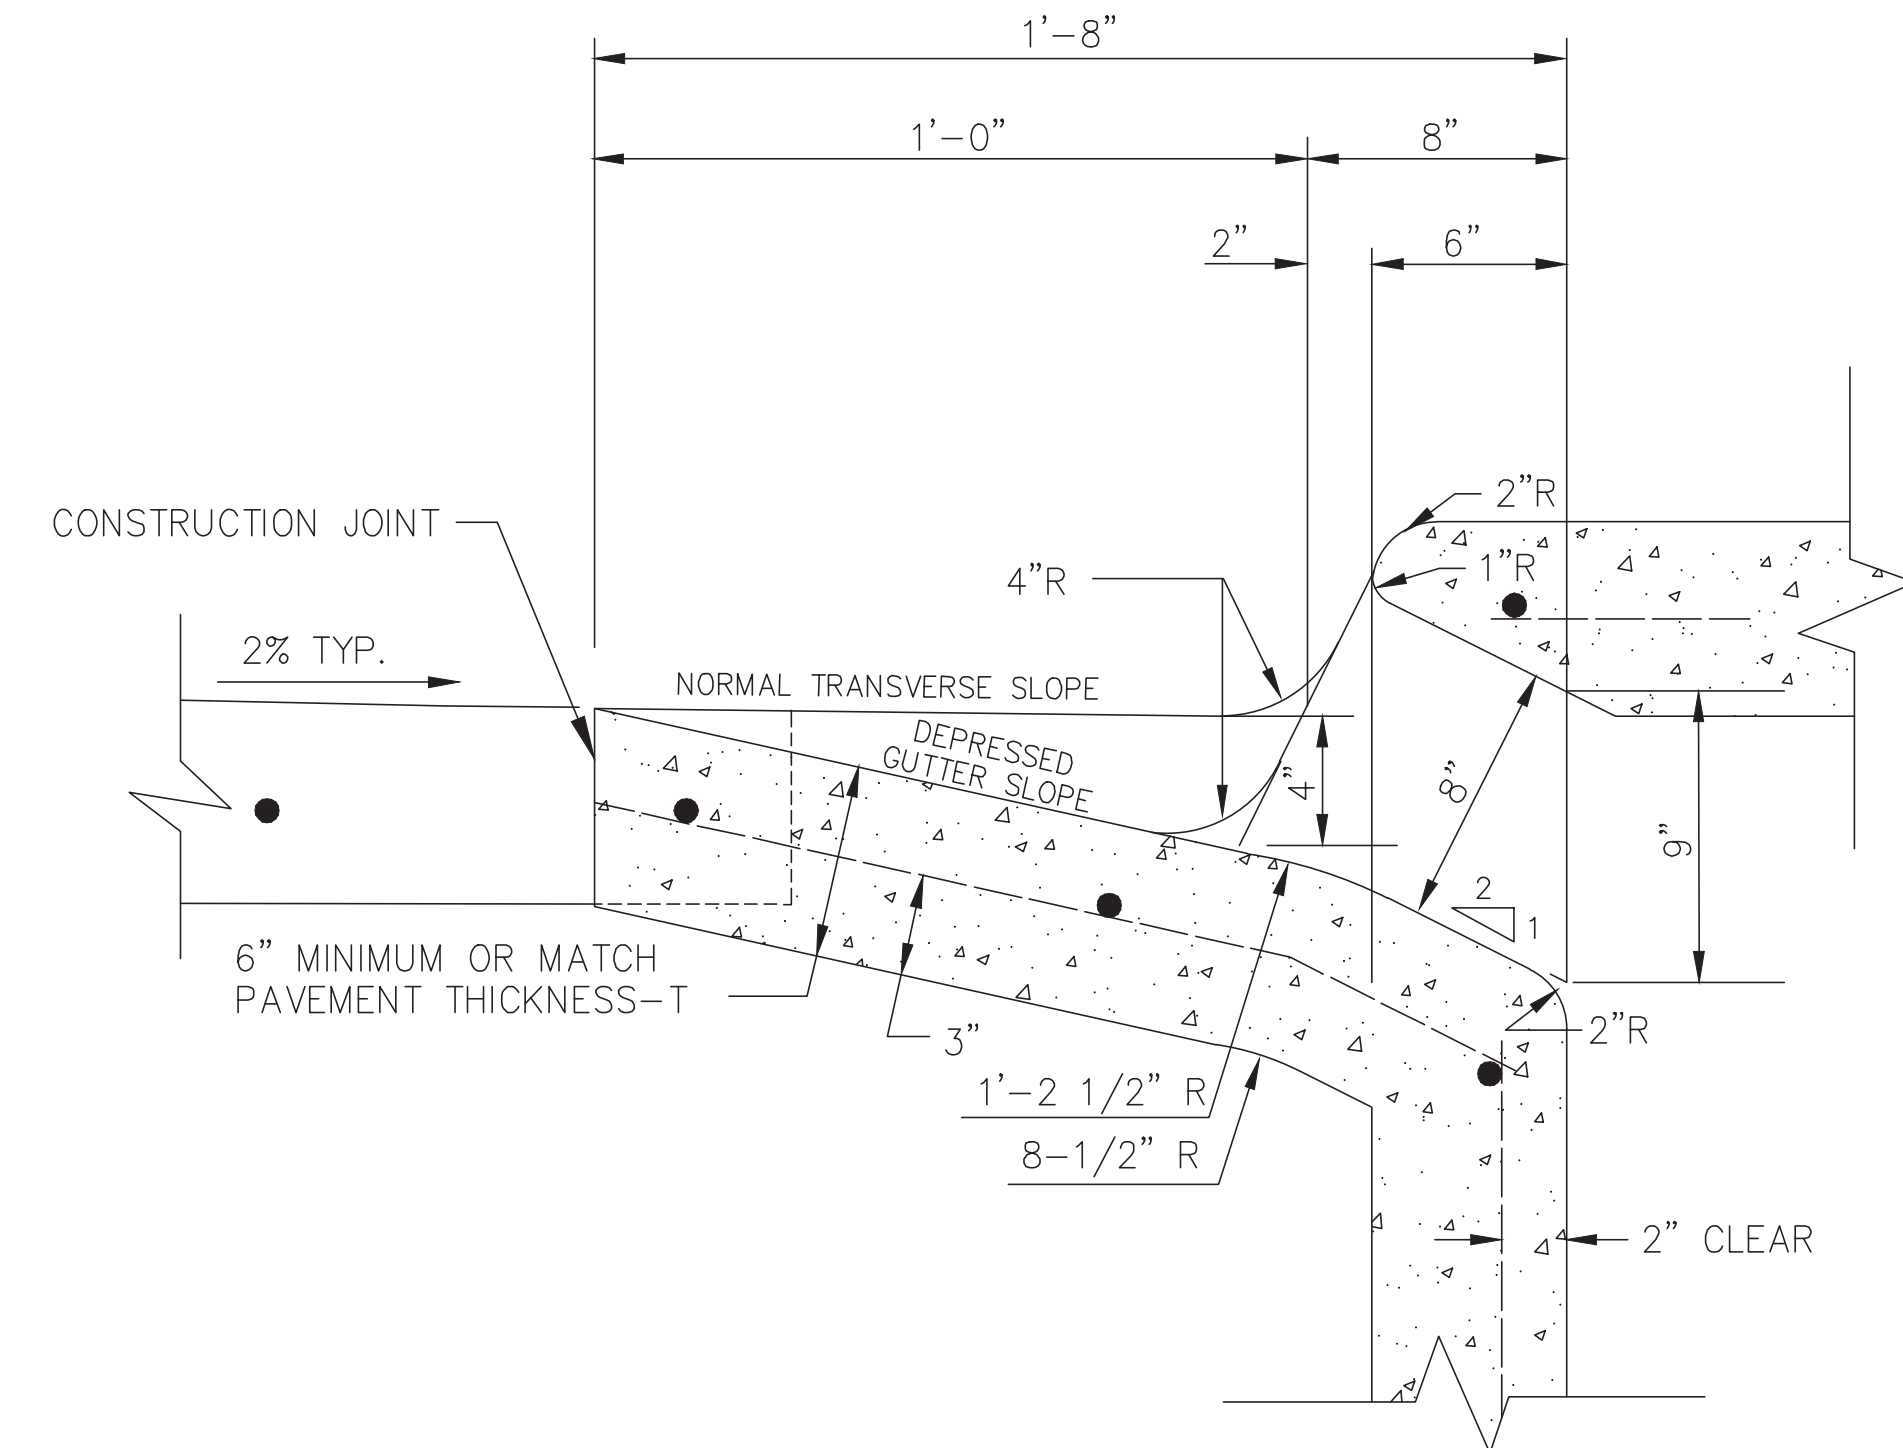 1'-8"
1'-0"
8"
2"
6"
2"R
CONSTRUCTION JOINT
1"R
4"R
2% TYP.
NORMAL TRANSVERSE SLOPE
DEPRESSED
GUTTER SLOPE
4"
8"
9"
2
1
6" MINIMUM OR MATCH
PAVEMENT THICKNESS-T
3"
2"R
1'-2 1/2" R
8-1/2" R
2" CLEAR